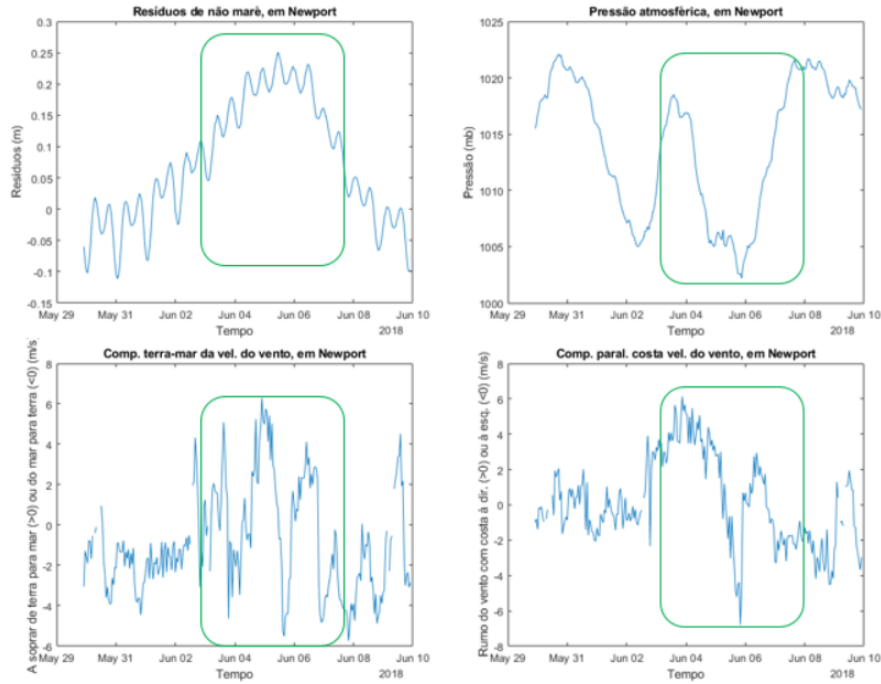 Resíduos de não marè, em Newport
Resíduos (m)
0.3
0.25
0.2
0.15
0.1
0.05
0
-0.05
-0.1
-0.15
May 29 May 31 Jun 02 Jun 04 Jun 06 Jun 08 Jun 10
Tempo
2018
Pressão atmosfèrica, em Newport
Pressão (mb)
1025
1020
1015
1010
1005
1000
May 29 May 31 Jun 02 Jun 04 Jun 06 Jun 08 Jun 10
Tempo
2018
Comp. terra-mar da vel. do vento, em Newport
A soprar de terra para mar (>0) ou do mar para terra (<0) (m/s)
8
6
4
2
0
-2
-4
-6
May 29 May 31 Jun 02 Jun 04 Jun 06 Jun 08 Jun 10
Tempo
2018
Comp. paral. costa vel. do vento, em Newport
Rumo do vento com costa à dir. (>0) ou à esq. (<0) (m/s)
8
6
4
2
0
-2
-4
-6
-8
May 29 May 31 Jun 02 Jun 04 Jun 06 Jun 08 Jun 10
Tempo
2018